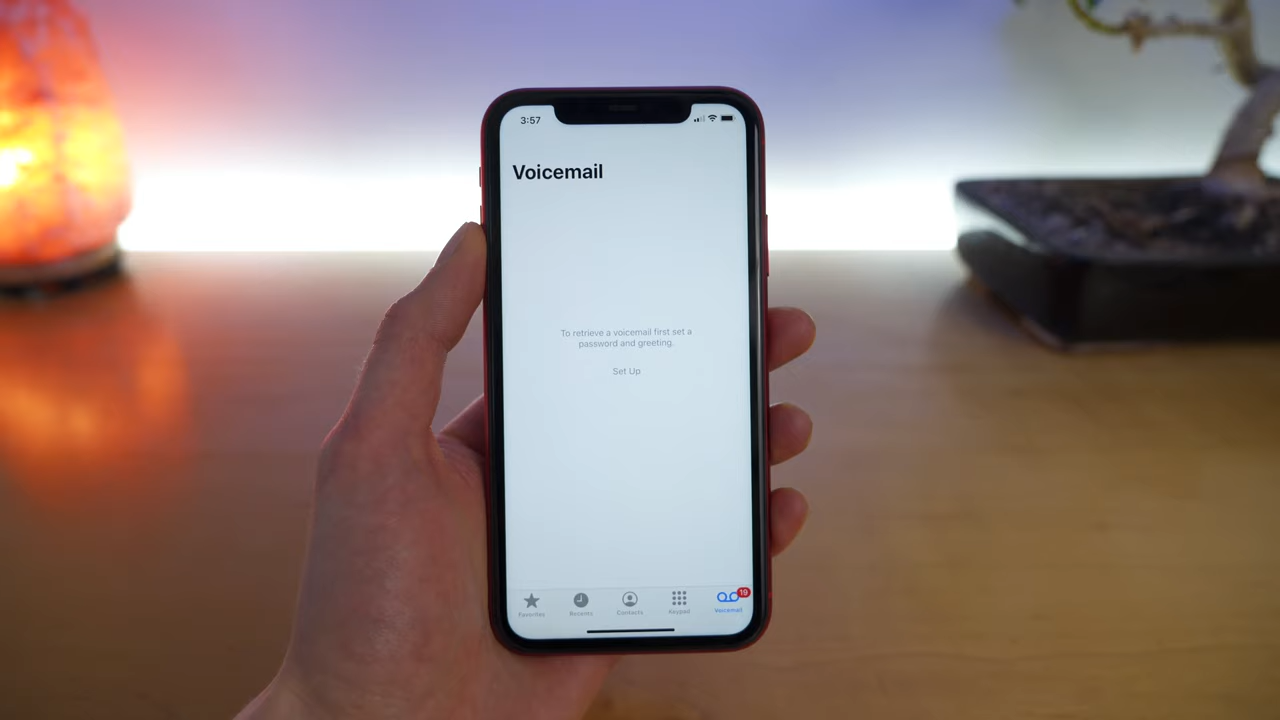 3:57
Voicemail
To retrieve a voicemail first set a
password and greeting.
Set Up
19
Favorites Recents Contacts Keypad Voicemail